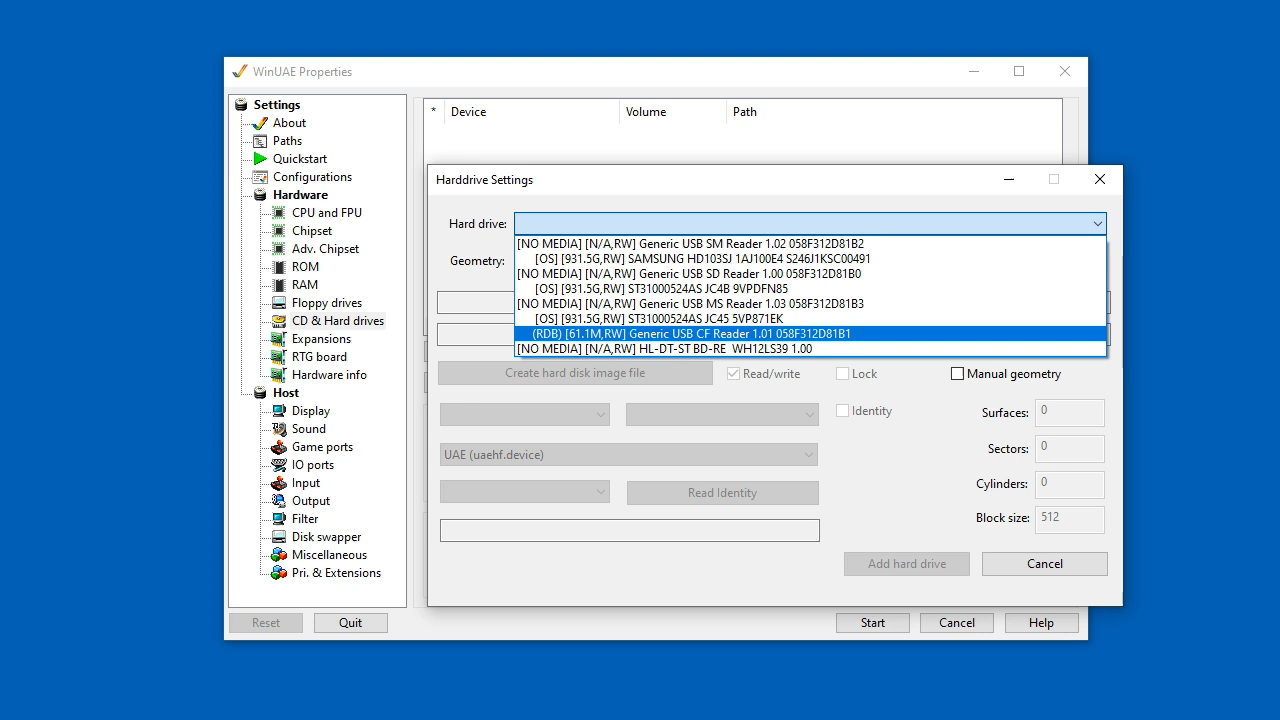 WinUAE Properties
Settings
About
Paths
Quickstart
Configurations
Hardware
CPU and FPU
Chipset
Adv. Chipset
ROM
RAM
Floppy drives
CD & Hard drives
Expansions
RTG board
Hardware info
Host
Display
Sound
Game ports
IO ports
Input
Output
Filter
Disk swapper
Miscellaneous
Pri. & Extensions
Reset
Quit
* Device Volume Path
Harddrive Settings
Hard drive:
[NO MEDIA] [N/A,RW] Generic USB SM Reader 1.02 058F312D81B2
[OS] [931.5G,RW] SAMSUNG HD103SJ 1AJ100E4 S246J1KSC00491
[NO MEDIA] [N/A,RW] Generic USB SD Reader 1.00 058F312D81B0
[OS] [931.5G,RW] ST31000524AS JC4B 9VPDFN85
[NO MEDIA] [N/A,RW] Generic USB MS Reader 1.03 058F312D81B3
[OS] [931.5G,RW] ST31000524AS JC45 5VP871EK
(RDB) [61.1M,RW] Generic USB CF Reader 1.01 058F312D81B1
[NO MEDIA] [N/A,RW] HL-DT-ST BD-RE WH12LS39 1.00
Geometry:
Create hard disk image file
Read/write
Lock
Manual geometry
Identity
Surfaces: 0
UAE (uaehf.device)
Sectors: 0
Read Identity
Cylinders: 0
Block size: 512
Add hard drive
Cancel
Start
Cancel
Help